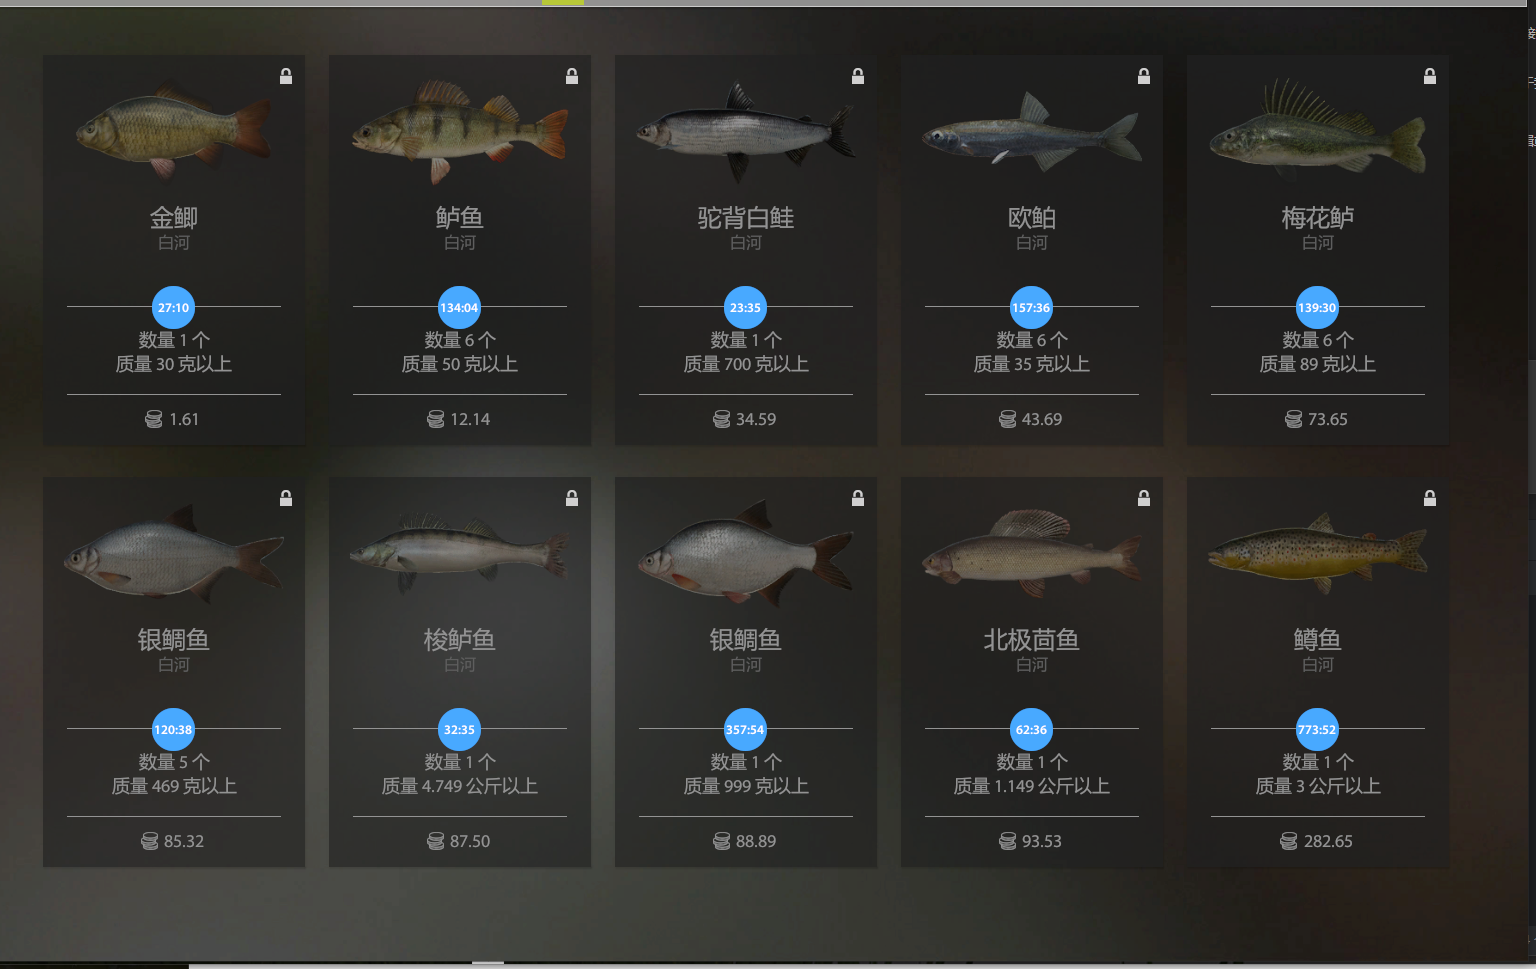 金鲫
白河
27:10
数量 1 个
质量 30 克以上
1.61
鲈鱼
白河
134:04
数量 6 个
质量 50 克以上
12.14
驼背白鲑
白河
23:35
数量 1 个
质量 700 克以上
34.59
欧鲌
白河
157:36
数量 6 个
质量 35 克以上
43.69
梅花鲈
白河
139:30
数量 6 个
质量 89 克以上
73.65
银鲷鱼
白河
120:38
数量 5 个
质量 469 克以上
85.32
梭鲈鱼
白河
32:35
数量 1 个
质量 4.749 公斤以上
87.50
银鲷鱼
白河
357:54
数量 1 个
质量 999 克以上
88.89
北极茴鱼
白河
62:36
数量 1 个
质量 1.149 公斤以上
93.53
鳟鱼
白河
773:52
数量 1 个
质量 3 公斤以上
282.65